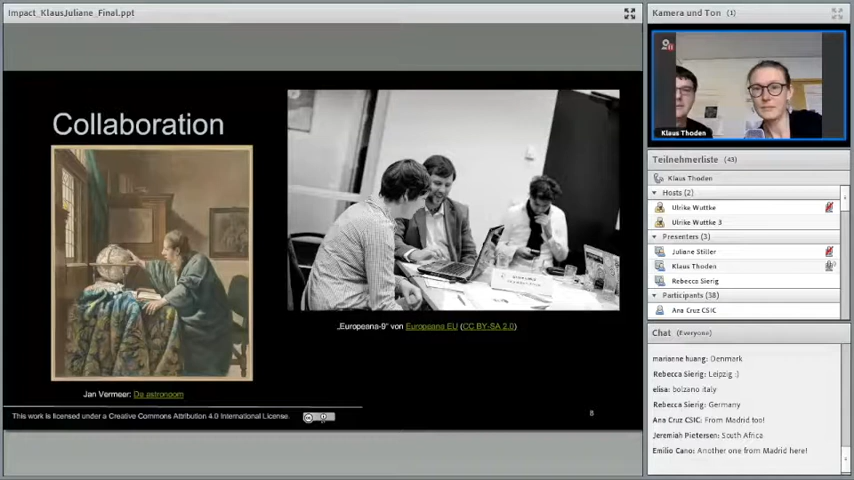 Impact_KlausJuliane_Final.ppt
Collaboration
„Europeana-9“ von Europeana EU (CC BY-SA 2.0)
Jan Vermeer: De astronoom
This work is licensed under a Creative Commons Attribution 4.0 International License.
8
Kamera und Ton (1)
Klaus Thoden
Teilnehmerliste (43)
Klaus Thoden
Hosts (2)
Ulrike Wuttke
Ulrike Wuttke 3
Presenters (3)
Juliane Stiller
Klaus Thoden
Rebecca Sierig
Participants (38)
Ana Cruz CSIC
Chat (Everyone)
marianne huang: Denmark
Rebecca Sierig: Leipzig :)
elisa: bolzano italy
Rebecca Sierig: Germany
Ana Cruz CSIC: From Madrid too!
Jeremiah Pietersen: South Africa
Emilio Cano: Another one from Madrid here!